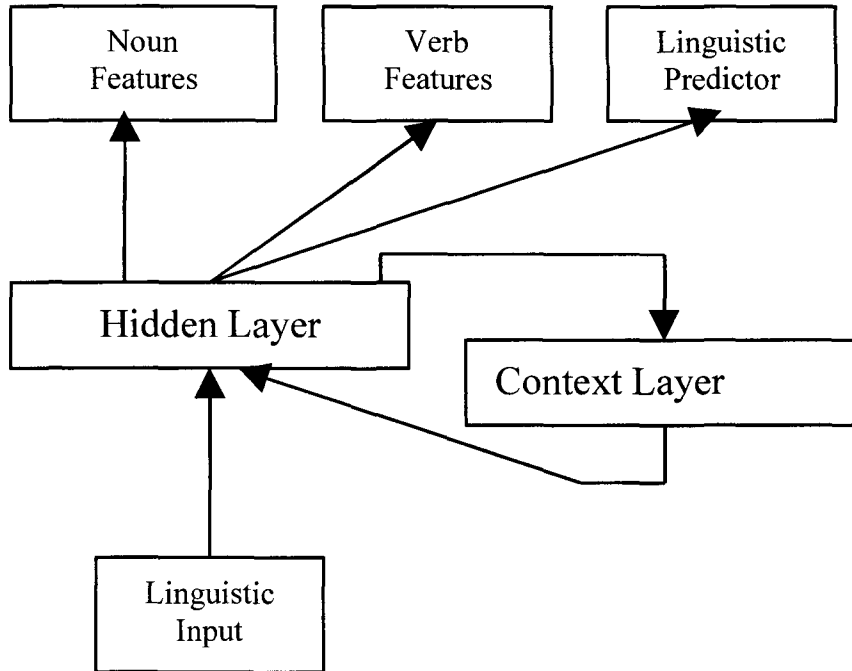 Noun
Features
Verb
Features
Linguistic
Predictor
Hidden Layer
Context Layer
Linguistic
Input